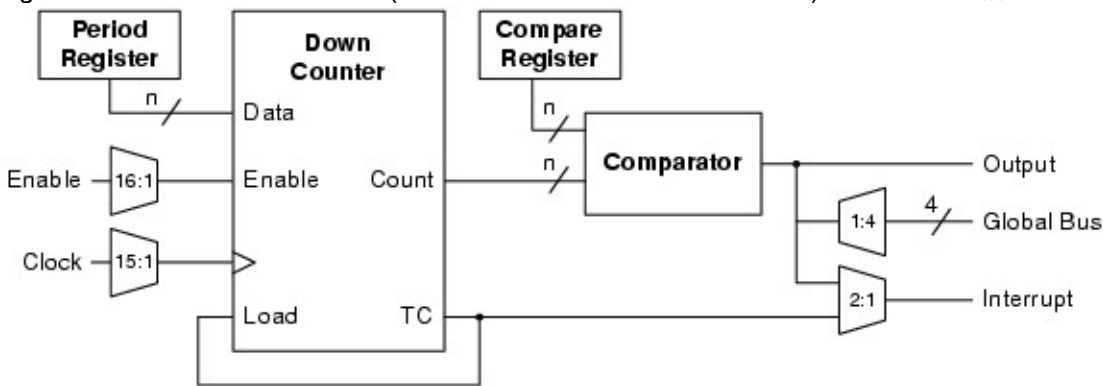 Period
Register
Down
Counter
Compare
Register
n
Data
n
Enable
16:1
Enable
Count
n
Comparator
Output
1:4
4
Global Bus
Clock
15:1
2:1
Interrupt
Load
TC